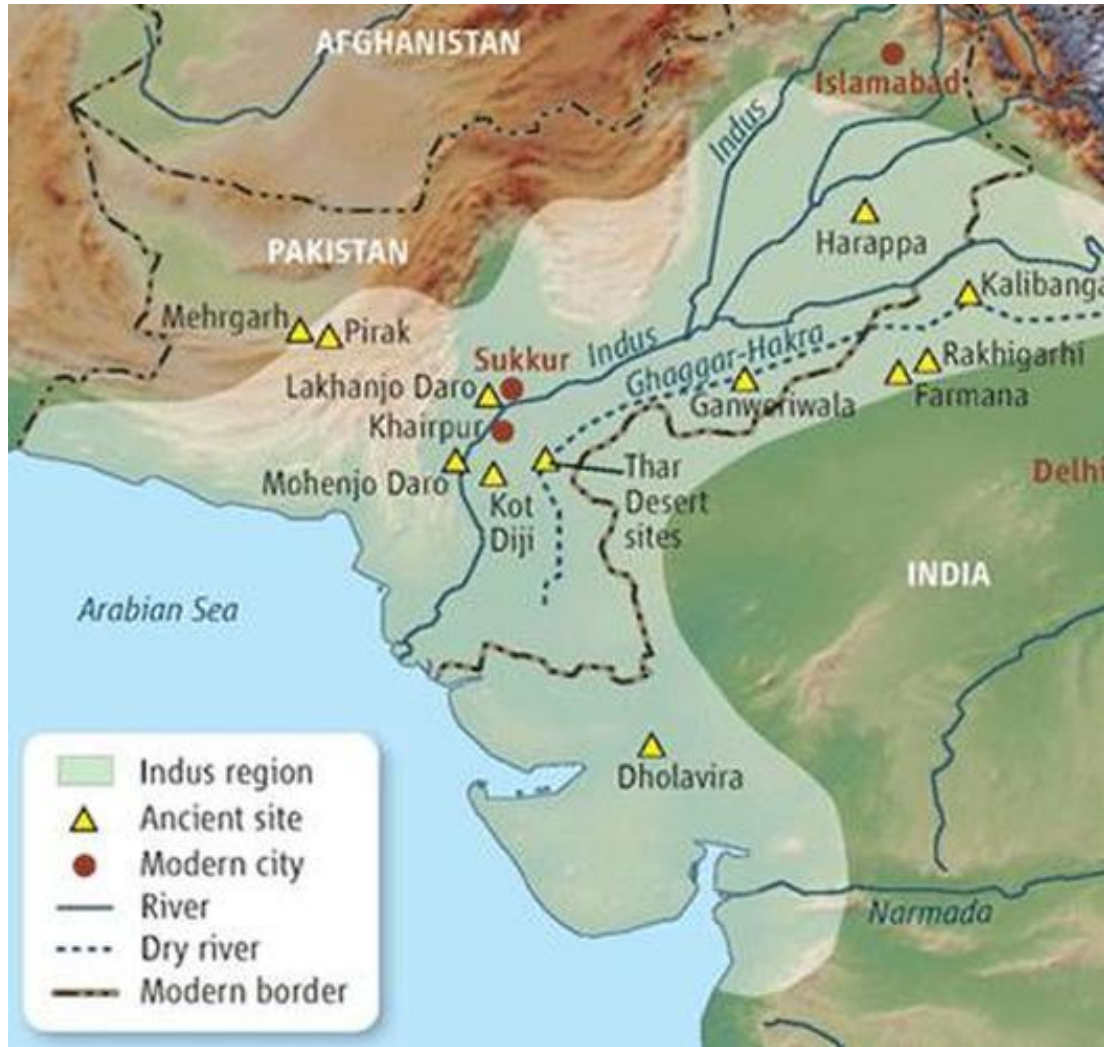 AFGHANISTAN
Islamabad
Indus
Harappa
PAKISTAN
Mehrgarh
Pirak
Kalibanga
Sukkur
Indus
Ghaggar-Hakra
Rakhigarhi
Lakhanjo Daro
Ganweriwala
Farmana
Khairpur
Mohenjo Daro
Kot
Diji
Thar
Desert
sites
Delhi
INDIA
Arabian Sea
Dholavira
Narmada
Indus region
Ancient site
Modern city
River
Dry river
Modern border